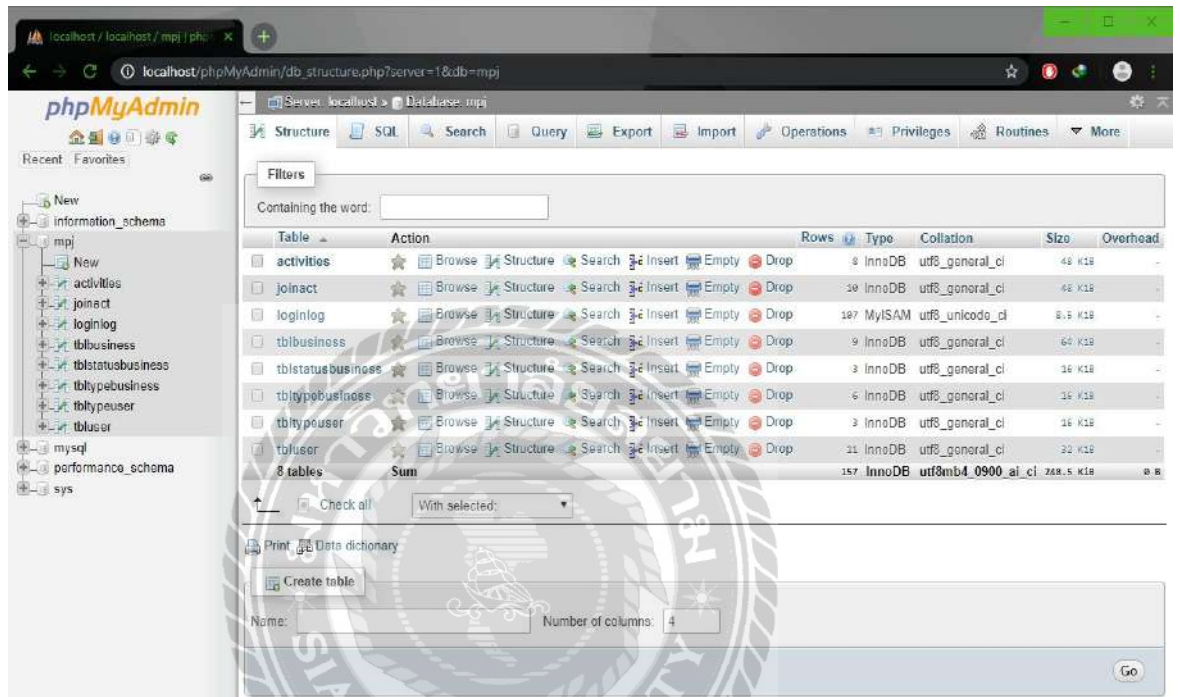 localhost / localhost / mpj | ph
localhost/phpMyAdmin/db_structure.php?server=1&db=mpj
phpMyAdmin
Recent Favorites
New
information_schema
mpj
New
activities
joinact
loginlog
tblbusiness
tblstatusbusiness
tbltypebusiness
tbltypeuser
tbluser
mysql
performance_schema
sys
Server: localhost » Database: mpj
Structure SQL Search Query Export Import Operations Privileges Routines More
Filters
Containing the word:
Table Action Rows Type Collation Size Overhead
activities Browse Structure Search Insert Empty Drop 8 InnoDB utf8_general_ci 48 KiB -
joinact Browse Structure Search Insert Empty Drop 10 InnoDB utf8_general_ci 48 KiB -
loginlog Browse Structure Search Insert Empty Drop 107 MyISAM utf8_unicode_ci 8.5 KiB -
tblbusiness Browse Structure Search Insert Empty Drop 9 InnoDB utf8_general_ci 64 KiB -
tblstatusbusiness Browse Structure Search Insert Empty Drop 3 InnoDB utf8_general_ci 16 KiB -
tbltypebusiness Browse Structure Search Insert Empty Drop 6 InnoDB utf8_general_ci 16 KiB -
tbltypeuser Browse Structure Search Insert Empty Drop 3 InnoDB utf8_general_ci 16 KiB -
tbluser Browse Structure Search Insert Empty Drop 11 InnoDB utf8_general_ci 32 KiB -
8 tables Sum 157 InnoDB utf8mb4_0900_ai_ci 248.5 KiB 0 B
Check all With selected:
Print Data dictionary
Create table
Name: Number of columns: 4
Go